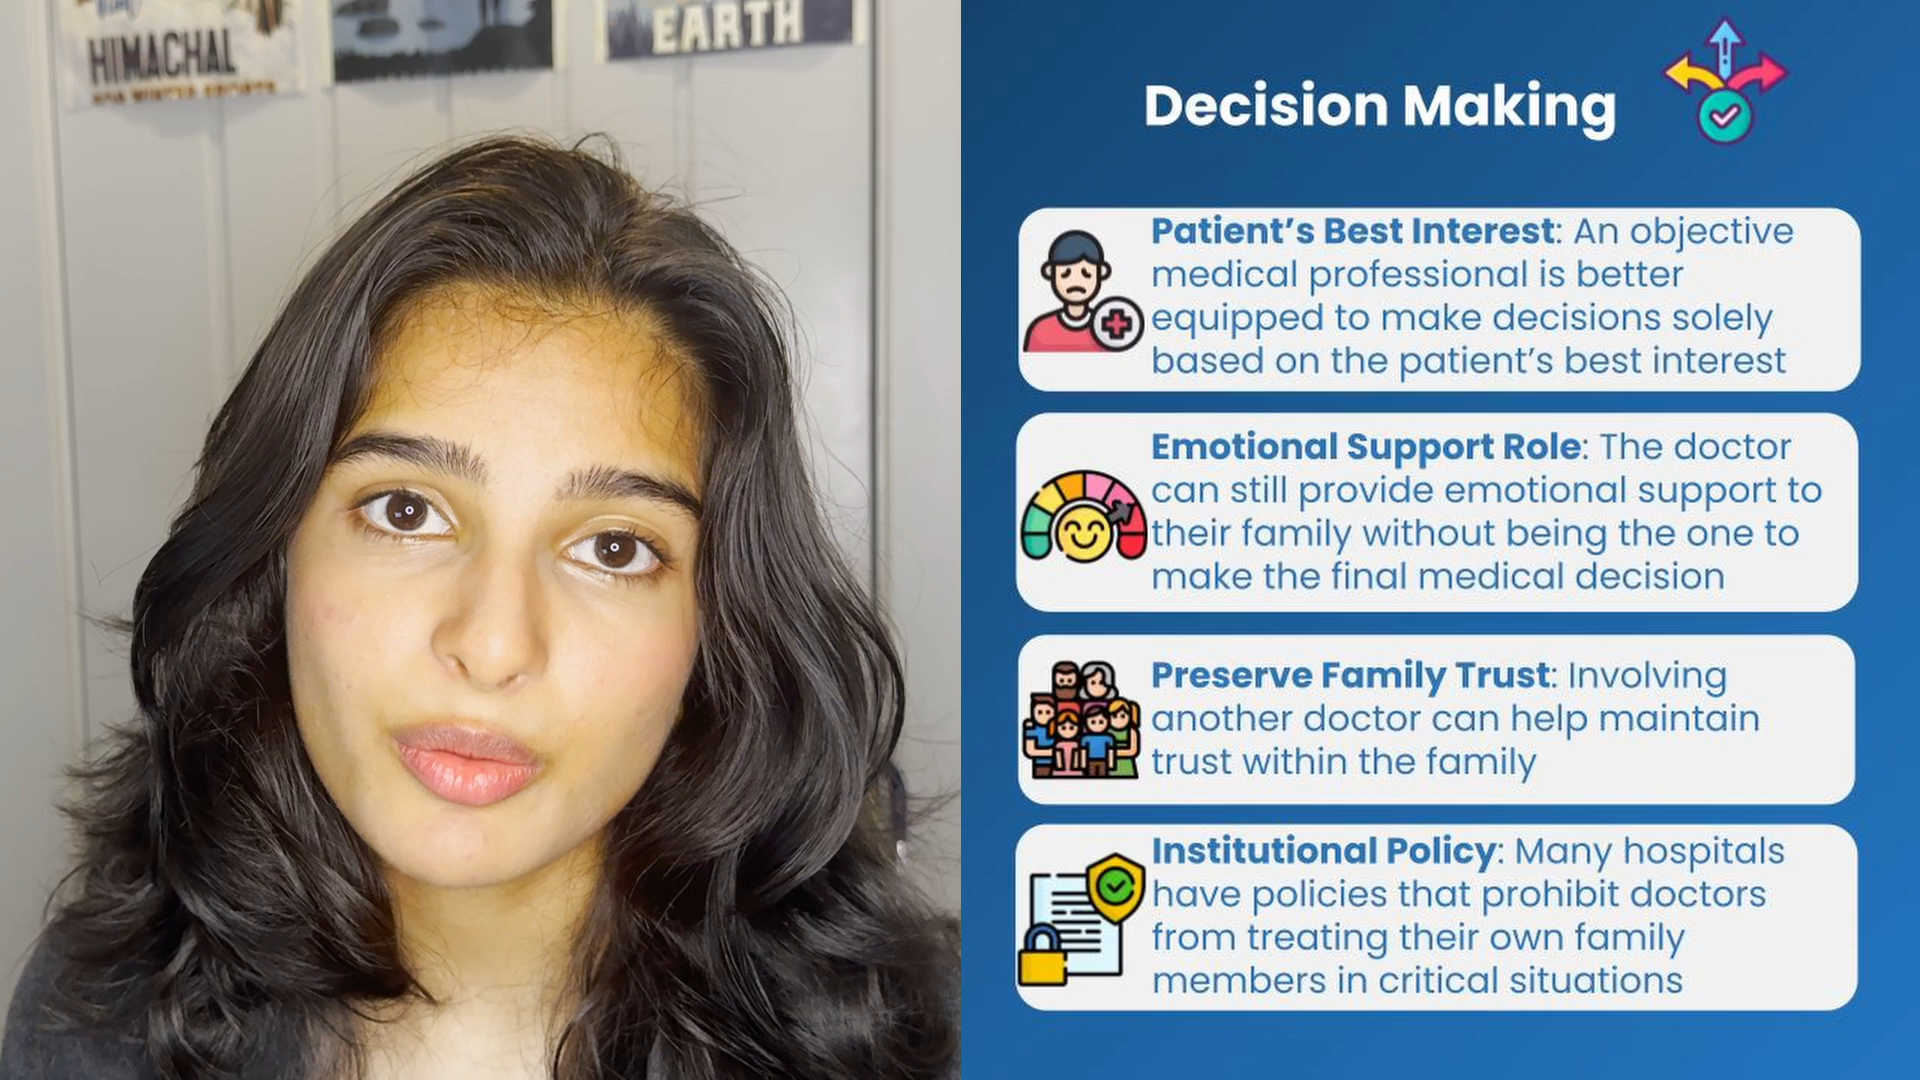 HIMACHAL
FOR WINTER SPORTS
EARTH
Decision Making
Patient’s Best Interest: An objective
medical professional is better
equipped to make decisions solely
based on the patient’s best interest
Emotional Support Role: The doctor
can still provide emotional support to
their family without being the one to
make the final medical decision
Preserve Family Trust: Involving
another doctor can help maintain
trust within the family
Institutional Policy: Many hospitals
have policies that prohibit doctors
from treating their own family
members in critical situations